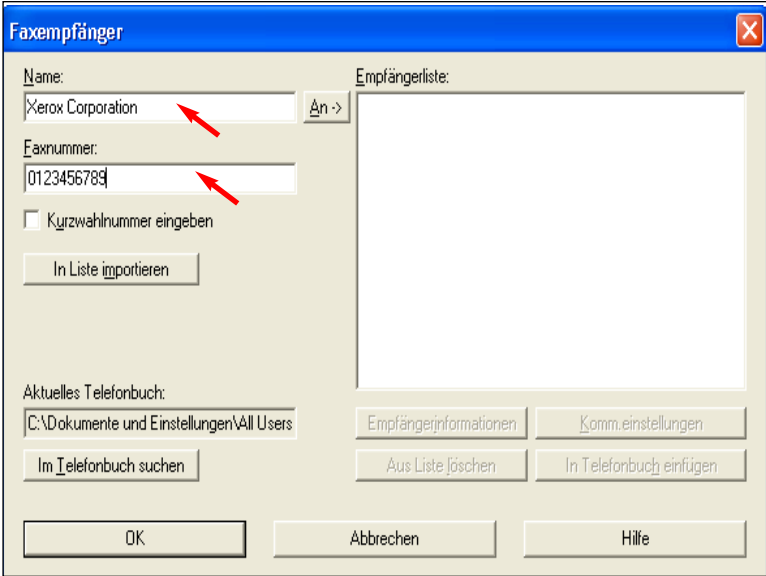 Faxempfänger
Name:
Xerox Corporation
An ->
Faxnummer:
0123456789
Kurzwahlnummer eingeben
In Liste importieren
Empfängerliste:
Aktuelles Telefonbuch:
C:\Dokumente und Einstellungen\All Users
Im Telefonbuch suchen
Empfängerinformationen
Komm.einstellungen
Aus Liste löschen
In Telefonbuch einfügen
OK
Abbrechen
Hilfe